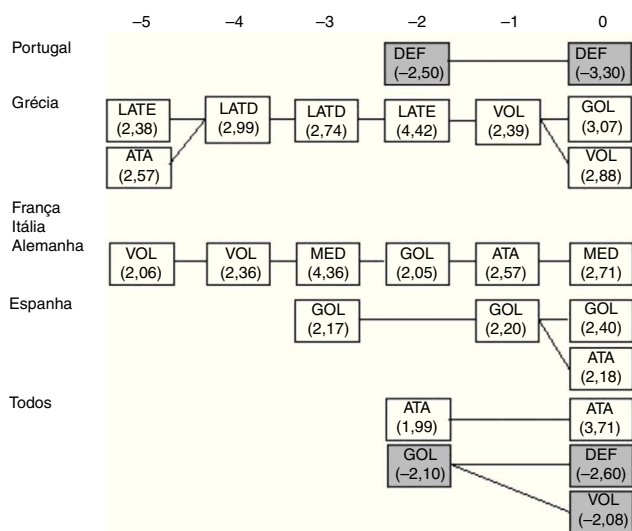 –5 –4 –3 –2 –1 0
Portugal
DEF DEF
(–2,50) (–3,30)
Grécia
LATE LATD LATD LATE VOL GOL
(2,38) (2,99) (2,74) (4,42) (2,39) (3,07)
ATA VOL
(2,57) (2,88)
França
Itália
Alemanha
VOL VOL MED GOL ATA MED
(2,06) (2,36) (4,36) (2,05) (2,57) (2,71)
Espanha
GOL GOL GOL
(2,17) (2,20) (2,40)
ATA
(2,18)
Todos
ATA ATA
(1,99) (3,71)
GOL DEF
(–2,10) (–2,60)
VOL
(–2,08)